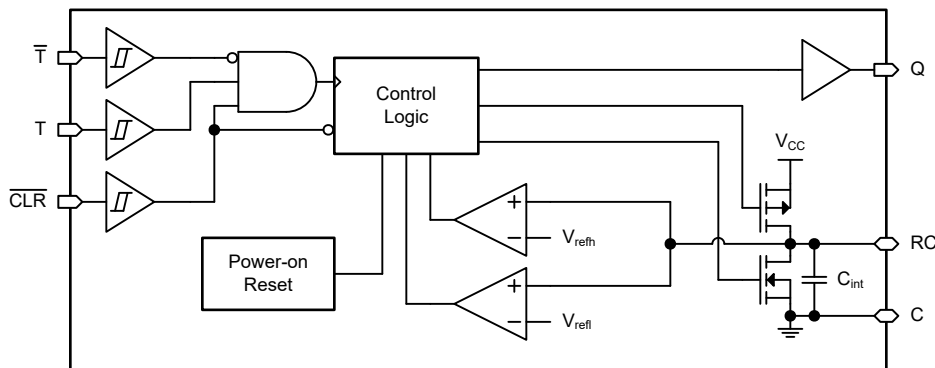 T̅
T
C̅L̅R̅
Control
Logic
Power-on
Reset
+
−
V_refh
+
−
V_refl
V_CC
C_int
Q
RC
C